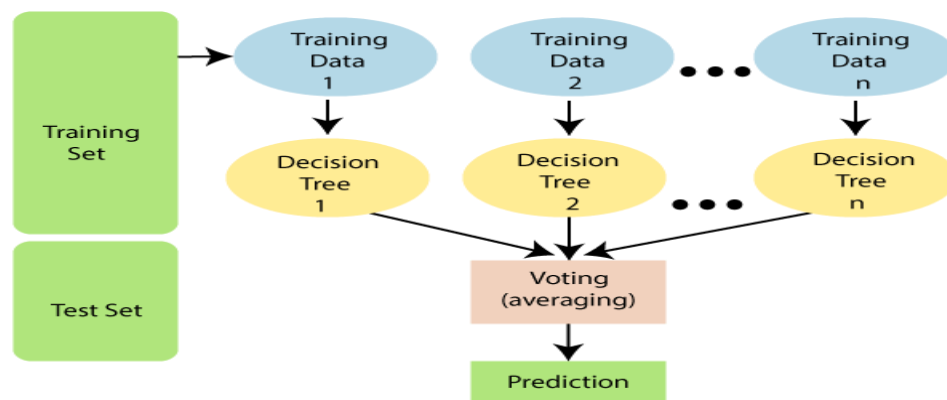 Training
Set
Test Set
Training
Data
1
Training
Data
2
Training
Data
n
Decision
Tree
1
Decision
Tree
2
Decision
Tree
n
Voting
(averaging)
Prediction